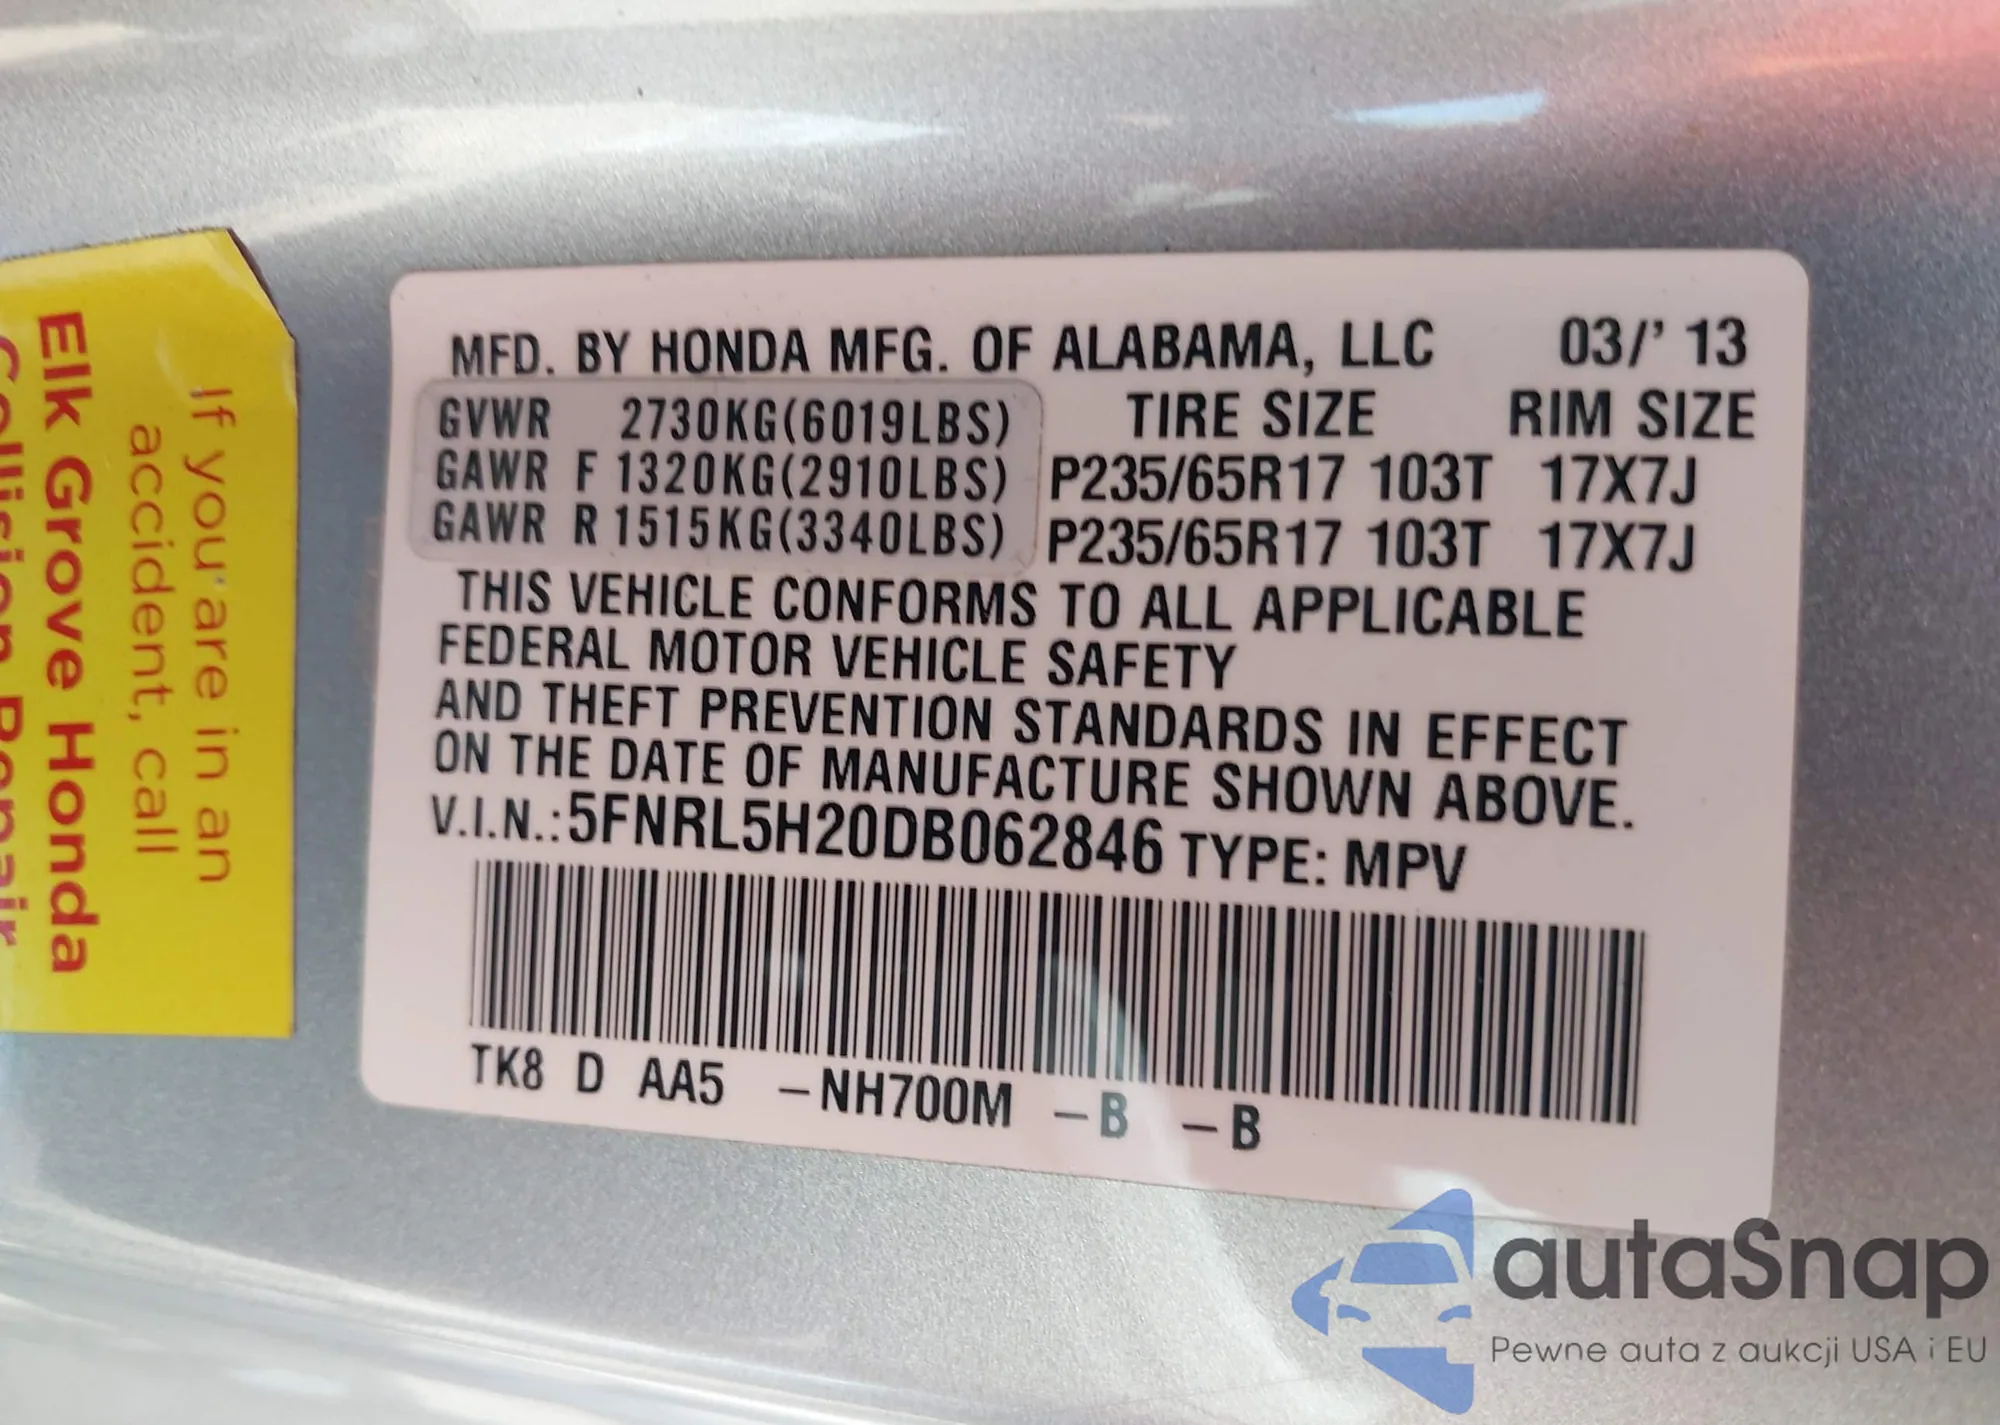 MFD. BY HONDA MFG. OF ALABAMA, LLC 03/' 13
GVWR 2730KG(6019LBS) TIRE SIZE RIM SIZE
GAWR F 1320KG(2910LBS) P235/65R17 103T 17X7J
GAWR R 1515KG(3340LBS) P235/65R17 103T 17X7J
THIS VEHICLE CONFORMS TO ALL APPLICABLE
FEDERAL MOTOR VEHICLE SAFETY
AND THEFT PREVENTION STANDARDS IN EFFECT
ON THE DATE OF MANUFACTURE SHOWN ABOVE.
V.I.N.:5FNRL5H20DB062846 TYPE: MPV
TK8 D AA5 -NH700M -B -B
If you are in an
accident, call
Elk Grove Honda
Collision Repair
autaSnap
Pewne auta z aukcji USA i EU